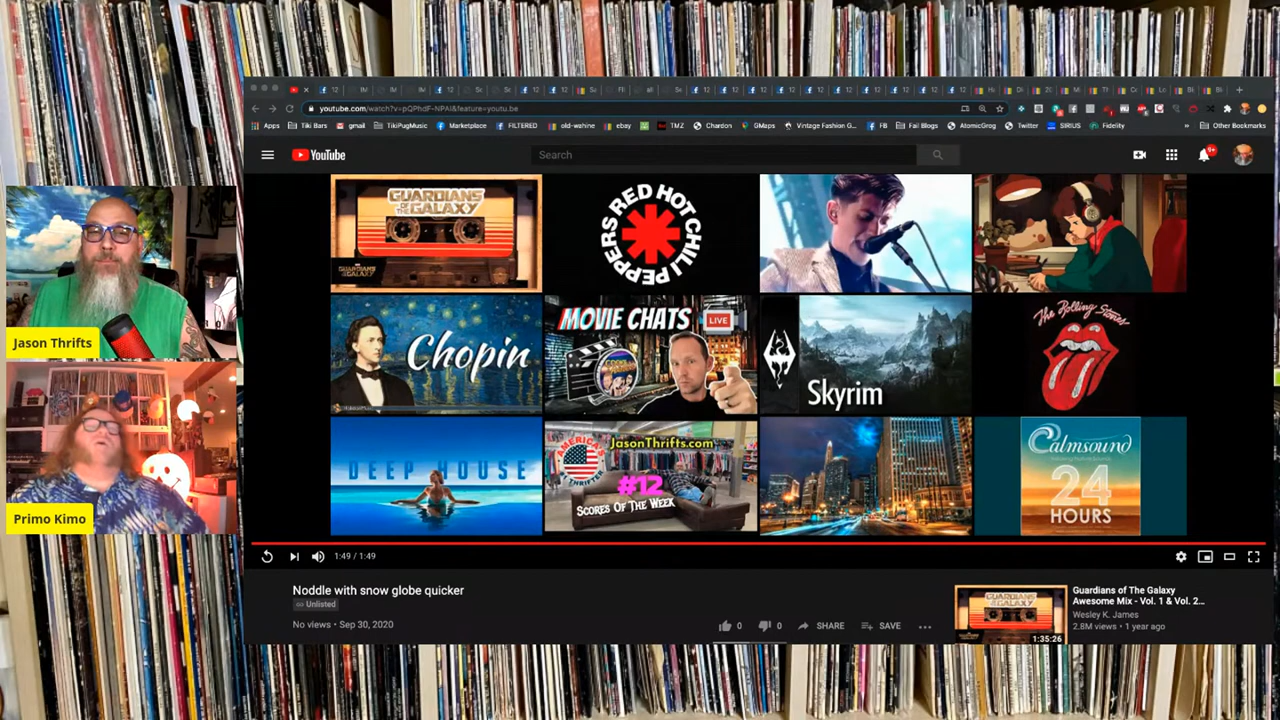 youtube.com/watch?v=pQPhdF-NPAI&feature=youtu.be
Apps Tiki Bars gmail TikiPugMusic Marketplace FILTERED old-wahine ebay TMZ Chardon GMaps Vintage Fashion G... FB Fail Blogs AtomicGrog Twitter SIRIUS Fidelity » Other Bookmarks
YouTube
Search
9+
GUARDIANS
OF THE GALAXY
RED HOT CHILI PEPPERS
Jason Thrifts
Chopin
MOVIE CHATS
LIVE
Skyrim
The Rolling Stones
Primo Kimo
DEEP HOUSE
AMERICAN
THRIFTER
JasonThrifts.com
#12
SCORES OF THE WEEK
Calmsound
24
HOURS
1:49 / 1:49
Noddle with snow globe quicker
Unlisted
No views • Sep 30, 2020
0 0 SHARE SAVE ...
Guardians of The Galaxy
Awesome Mix - Vol. 1 & Vol. 2...
Wesley K. James
2.8M views • 1 year ago
1:35:26